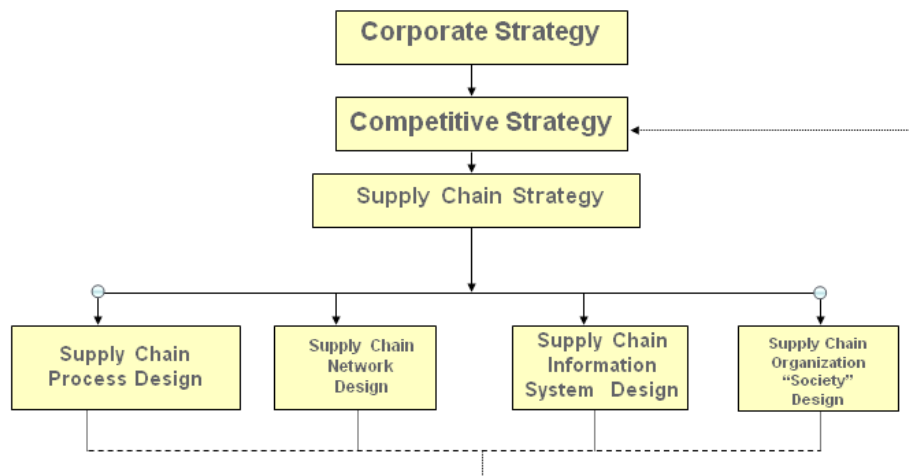 Corporate Strategy
Competitive Strategy
Supply Chain Strategy
Supply Chain
Process Design
Supply Chain
Network
Design
Supply Chain
Information
System Design
Supply Chain
Organization
“Society”
Design